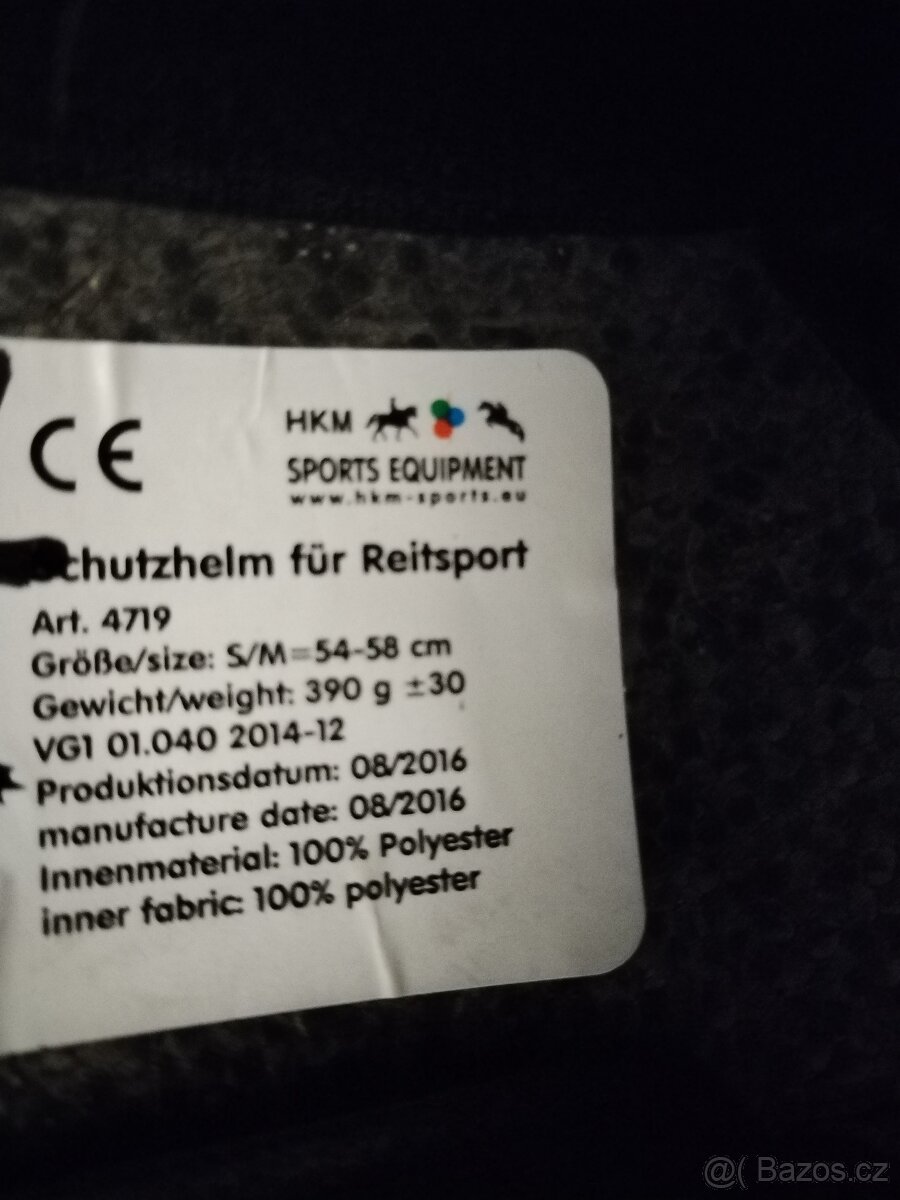 CE
HKM
SPORTS EQUIPMENT
www.hkm-sports.eu
Schutzhelm für Reitsport
Art. 4719
Größe/size: S/M=54-58 cm
Gewicht/weight: 390 g ±30
VG1 01.040 2014-12
Produktionsdatum: 08/2016
manufacture date: 08/2016
Innenmaterial: 100% Polyester
inner fabric: 100% polyester
@( Bazos.cz